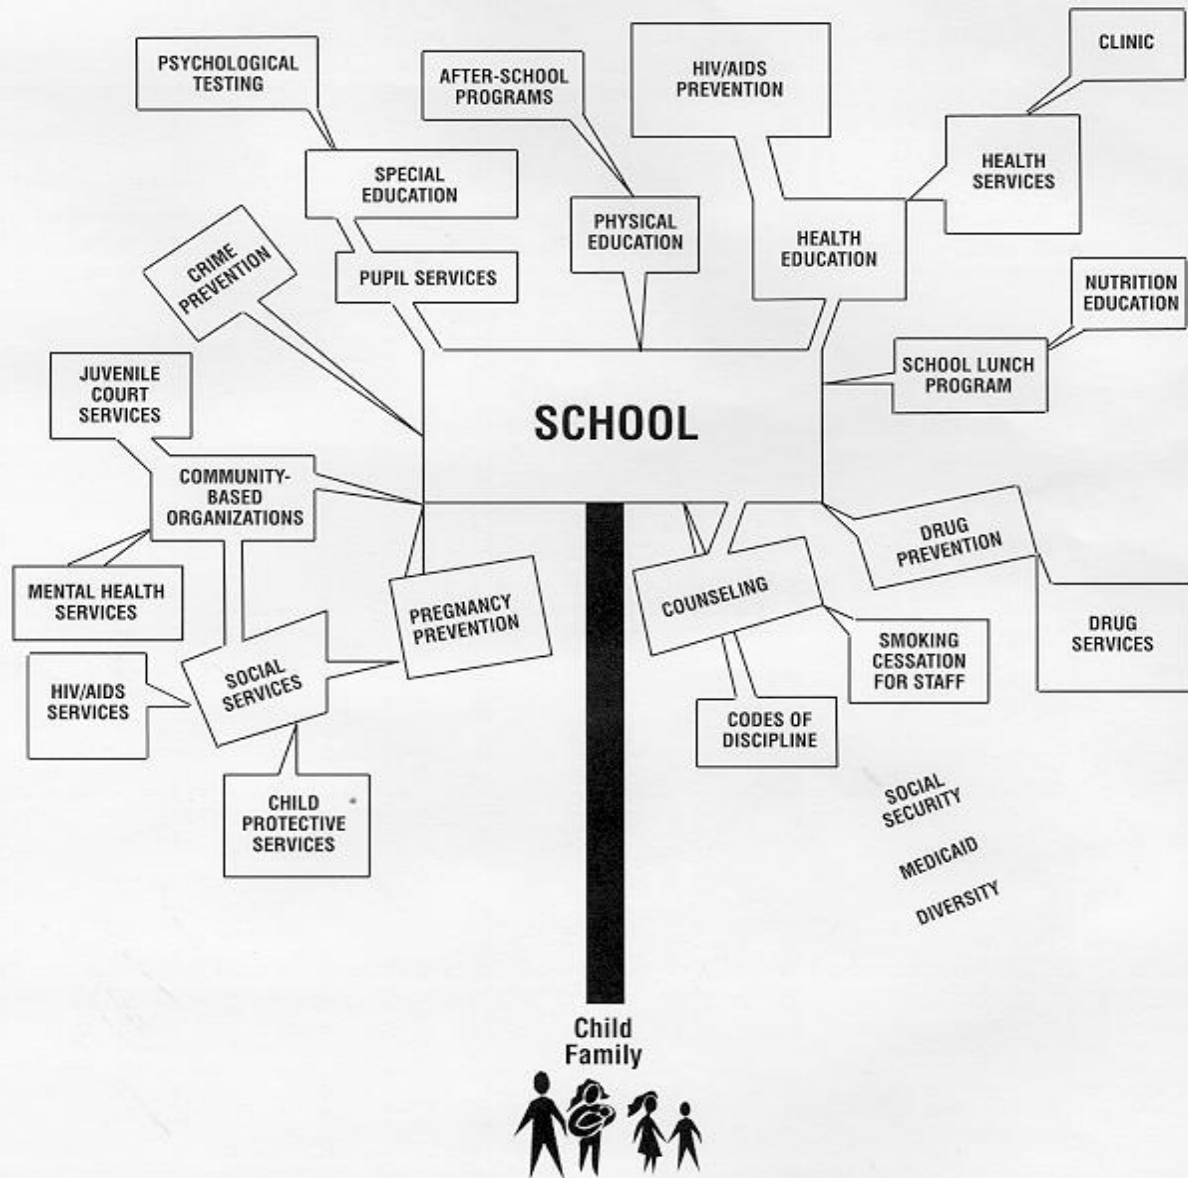 PSYCHOLOGICAL
TESTING
AFTER-SCHOOL
PROGRAMS
HIV/AIDS
PREVENTION
CLINIC
SPECIAL
EDUCATION
HEALTH
SERVICES
CRIME
PREVENTION
PUPIL SERVICES
PHYSICAL
EDUCATION
HEALTH
EDUCATION
NUTRITION
EDUCATION
JUVENILE
COURT
SERVICES
SCHOOL LUNCH
PROGRAM
SCHOOL
COMMUNITY-
BASED
ORGANIZATIONS
DRUG
PREVENTION
MENTAL HEALTH
SERVICES
PREGNANCY
PREVENTION
COUNSELING
DRUG
SERVICES
SMOKING
CESSATION
FOR STAFF
HIV/AIDS
SERVICES
SOCIAL
SERVICES
CODES OF
DISCIPLINE
CHILD
PROTECTIVE
SERVICES
SOCIAL
SECURITY
MEDICAID
DIVERSITY
Child
Family